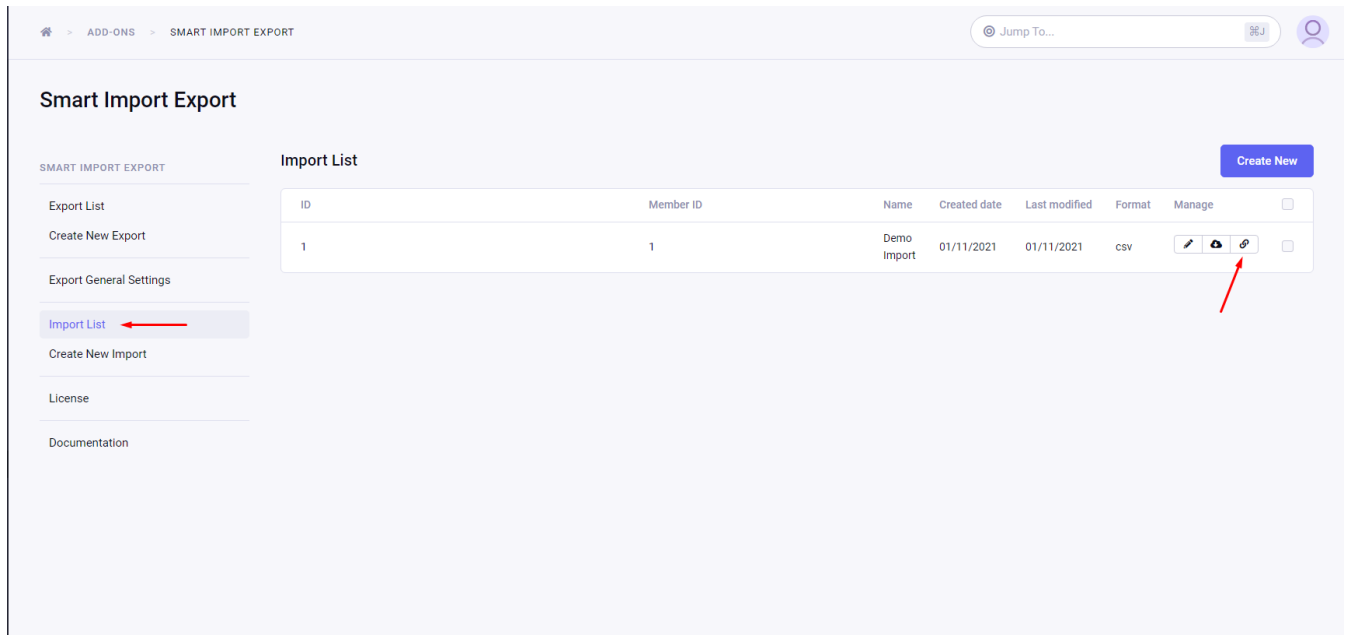 > ADD-ONS > SMART IMPORT EXPORT
Jump To...
⌘J
Smart Import Export
SMART IMPORT EXPORT
Export List
Create New Export
Export General Settings
Import List
Create New Import
License
Documentation
Import List
Create New
ID Member ID Name Created date Last modified Format Manage
1 1 Demo Import 01/11/2021 01/11/2021 csv